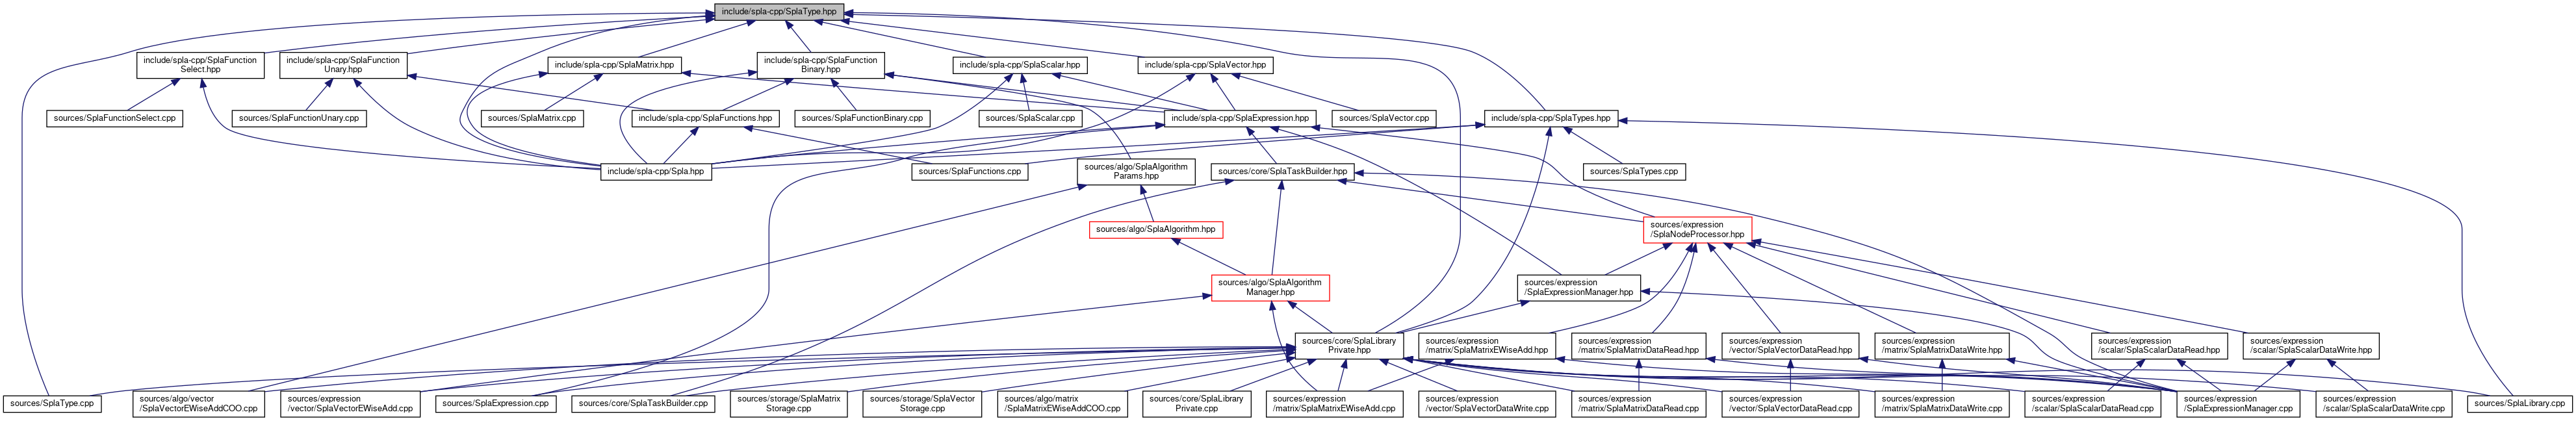 include/spla-cpp/SplaType.hpp
include/spla-cpp/SplaFunction
Select.hpp
include/spla-cpp/SplaFunction
Unary.hpp
include/spla-cpp/SplaMatrix.hpp
include/spla-cpp/SplaFunction
Binary.hpp
include/spla-cpp/SplaScalar.hpp
include/spla-cpp/SplaVector.hpp
sources/SplaFunctionSelect.cpp
sources/SplaFunctionUnary.cpp
sources/SplaMatrix.cpp
include/spla-cpp/SplaFunctions.hpp
sources/SplaFunctionBinary.cpp
sources/SplaScalar.cpp
include/spla-cpp/SplaExpression.hpp
sources/SplaVector.cpp
include/spla-cpp/SplaTypes.hpp
include/spla-cpp/Spla.hpp
sources/SplaFunctions.cpp
sources/algo/SplaAlgorithm
Params.hpp
sources/core/SplaTaskBuilder.hpp
sources/SplaTypes.cpp
sources/algo/SplaAlgorithm.hpp
sources/expression
/SplaNodeProcessor.hpp
sources/algo/SplaAlgorithm
Manager.hpp
sources/expression
/SplaExpressionManager.hpp
sources/core/SplaLibrary
Private.hpp
sources/expression
/matrix/SplaMatrixEWiseAdd.hpp
sources/expression
/matrix/SplaMatrixDataRead.hpp
sources/expression
/vector/SplaVectorDataRead.hpp
sources/expression
/matrix/SplaMatrixDataWrite.hpp
sources/expression
/scalar/SplaScalarDataRead.hpp
sources/expression
/scalar/SplaScalarDataWrite.hpp
sources/SplaType.cpp
sources/algo/vector
/SplaVectorEWiseAddCOO.cpp
sources/expression
/vector/SplaVectorEWiseAdd.cpp
sources/SplaExpression.cpp
sources/core/SplaTaskBuilder.cpp
sources/storage/SplaMatrix
Storage.cpp
sources/storage/SplaVector
Storage.cpp
sources/algo/matrix
/SplaMatrixEWiseAddCOO.cpp
sources/core/SplaLibrary
Private.cpp
sources/expression
/matrix/SplaMatrixEWiseAdd.cpp
sources/expression
/vector/SplaVectorDataWrite.cpp
sources/expression
/matrix/SplaMatrixDataRead.cpp
sources/expression
/vector/SplaVectorDataRead.cpp
sources/expression
/matrix/SplaMatrixDataWrite.cpp
sources/expression
/scalar/SplaScalarDataRead.cpp
sources/expression
/SplaExpressionManager.cpp
sources/expression
/scalar/SplaScalarDataWrite.cpp
sources/SplaLibrary.cpp